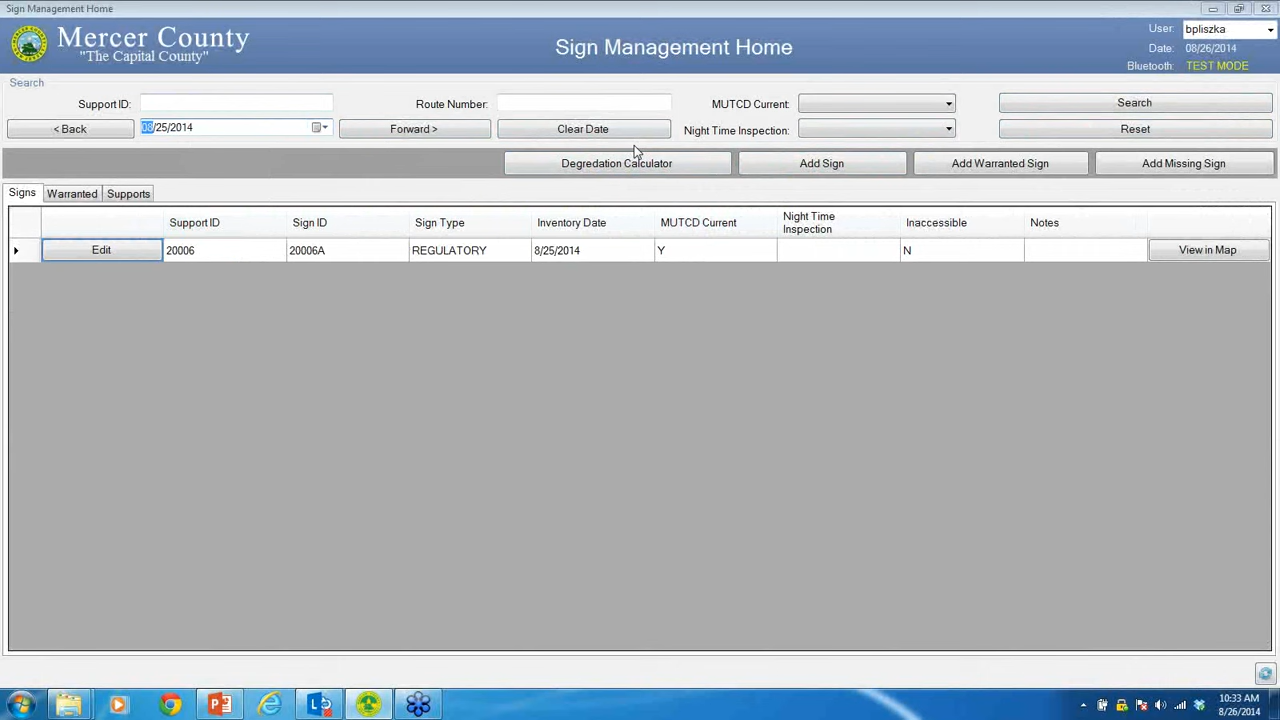 Sign Management Home
Mercer County
"The Capital County"
Sign Management Home
User: bpliszka
Date: 08/26/2014
Bluetooth: TEST MODE
Search
Support ID: Route Number: MUTCD Current: Search
< Back 08/25/2014 Forward > Clear Date Night Time Inspection: Reset
Degredation Calculator Add Sign Add Warranted Sign Add Missing Sign
Signs Warranted Supports
Support ID Sign ID Sign Type Inventory Date MUTCD Current Night Time Inspection Inaccessible Notes
Edit 20006 20006A REGULATORY 8/25/2014 Y N View in Map
10:33 AM
8/26/2014